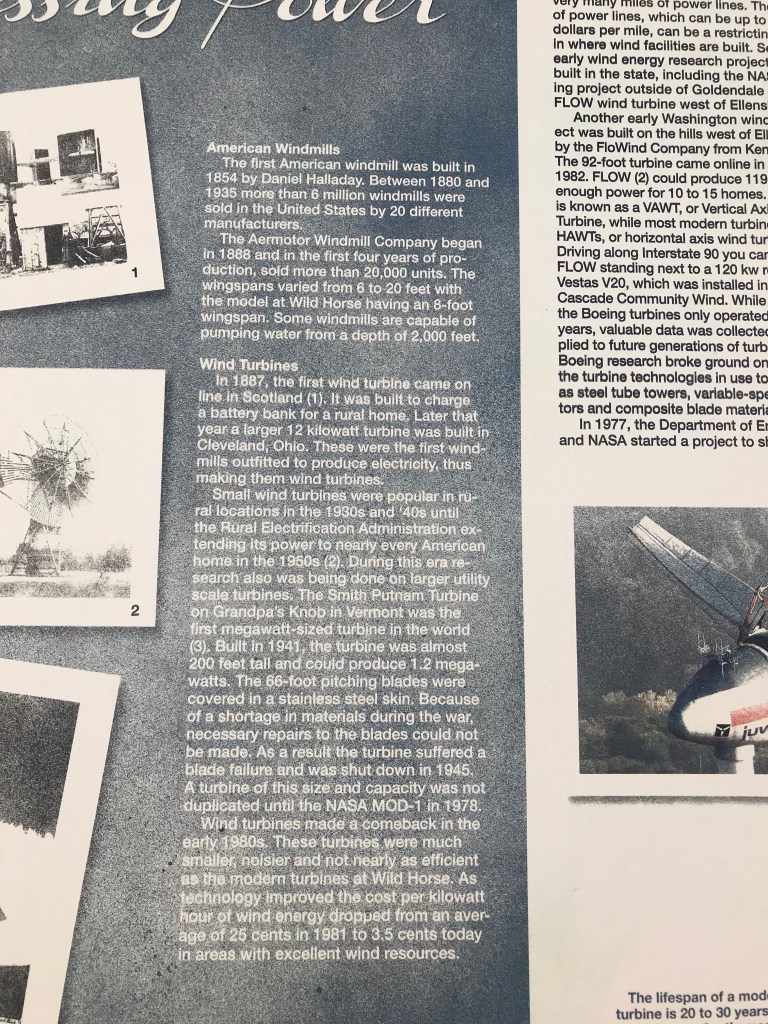 Power
American Windmills
The first American windmill was built in
1854 by Daniel Halladay. Between 1880 and
1935 more than 6 million windmills were
sold in the United States by 20 different
manufacturers.
The Aermotor Windmill Company began
in 1888 and in the first four years of pro-
duction, sold more than 20,000 units. The
wingspans varied from 6 to 20 feet with
the model at Wild Horse having an 8-foot
wingspan. Some windmills are capable of
pumping water from a depth of 2,000 feet.
Wind Turbines
In 1887, the first wind turbine came on
line in Scotland (1). It was built to charge
a battery bank for a rural home. Later that
year a larger 12 kilowatt turbine was built in
Cleveland, Ohio. These were the first wind-
mills outfitted to produce electricity, thus
making them wind turbines.
Small wind turbines were popular in ru-
ral locations in the 1930s and '40s until
the Rural Electrification Administration ex-
tending its power to nearly every American
home in the 1950s (2). During this era re-
search also was being done on larger utility
scale turbines. The Smith Putnam Turbine
on Grandpa's Knob in Vermont was the
first megawatt-sized turbine in the world
(3). Built in 1941, the turbine was almost
200 feet tall and could produce 1.2 mega-
watts. The 66-foot pitching blades were
covered in a stainless steel skin. Because
of a shortage in materials during the war,
necessary repairs to the blades could not
be made. As a result the turbine suffered a
blade failure and was shut down in 1945.
A turbine of this size and capacity was not
duplicated until the NASA MOD-1 in 1978.
Wind turbines made a comeback in the
early 1980s. These turbines were much
smaller, noisier and not nearly as efficient
as the modern turbines at Wild Horse. As
technology improved the cost per kilowatt
hour of wind energy dropped from an aver-
age of 25 cents in 1981 to 3.5 cents today
in areas with excellent wind resources.
1
2
very many miles of power lines.
of power lines, which can be up to
dollars per mile, can be a
in where wind facilities are built.
early wind energy research
built in the state, including the
ing project outside of Goldendale
FLOW wind turbine west of
Another early Washington wind
ect was built on the hills west of
by the FloWind Company from
The 92-foot turbine came online in
1982. FLOW (2) could produce
enough power for 10 to 15 homes.
is known as a VAWT, or Vertical
Turbine, while most modern
HAWTs, or horizontal axis wind
Driving along Interstate 90 you
FLOW standing next to a 120 kw
Vestas V20, which was installed in
Cascade Community Wind. While
the Boeing turbines only operated
years, valuable data was collected
plied to future generations of
Boeing research broke ground on
the turbine technologies in use to
as steel tube towers,
tors and composite blade
In 1977, the Department of
and NASA started a project to
juw
The lifespan of a
turbine is 20 to 30 years